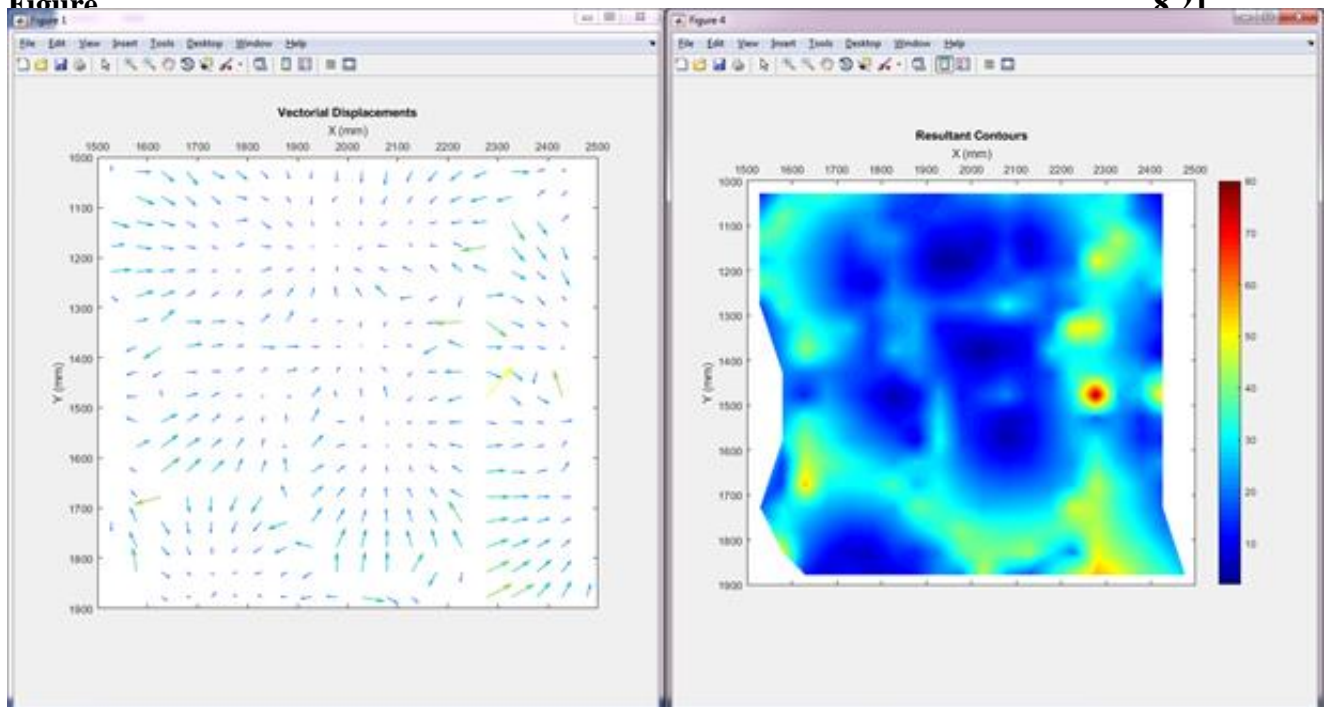 Figure 8.21
Figure 1
File Edit View Insert Tools Desktop Window Help
Vectorial Displacements
X (mm)
1500 1600 1700 1800 1900 2000 2100 2200 2300 2400 2500
Y (mm)
1000
1100
1200
1300
1400
1500
1600
1700
1800
1900
Figure 4
File Edit View Insert Tools Desktop Window Help
Resultant Contours
X (mm)
1500 1600 1700 1800 1900 2000 2100 2200 2300 2400 2500
Y (mm)
1000
1100
1200
1300
1400
1500
1600
1700
1800
1900
80
70
60
50
40
30
20
10